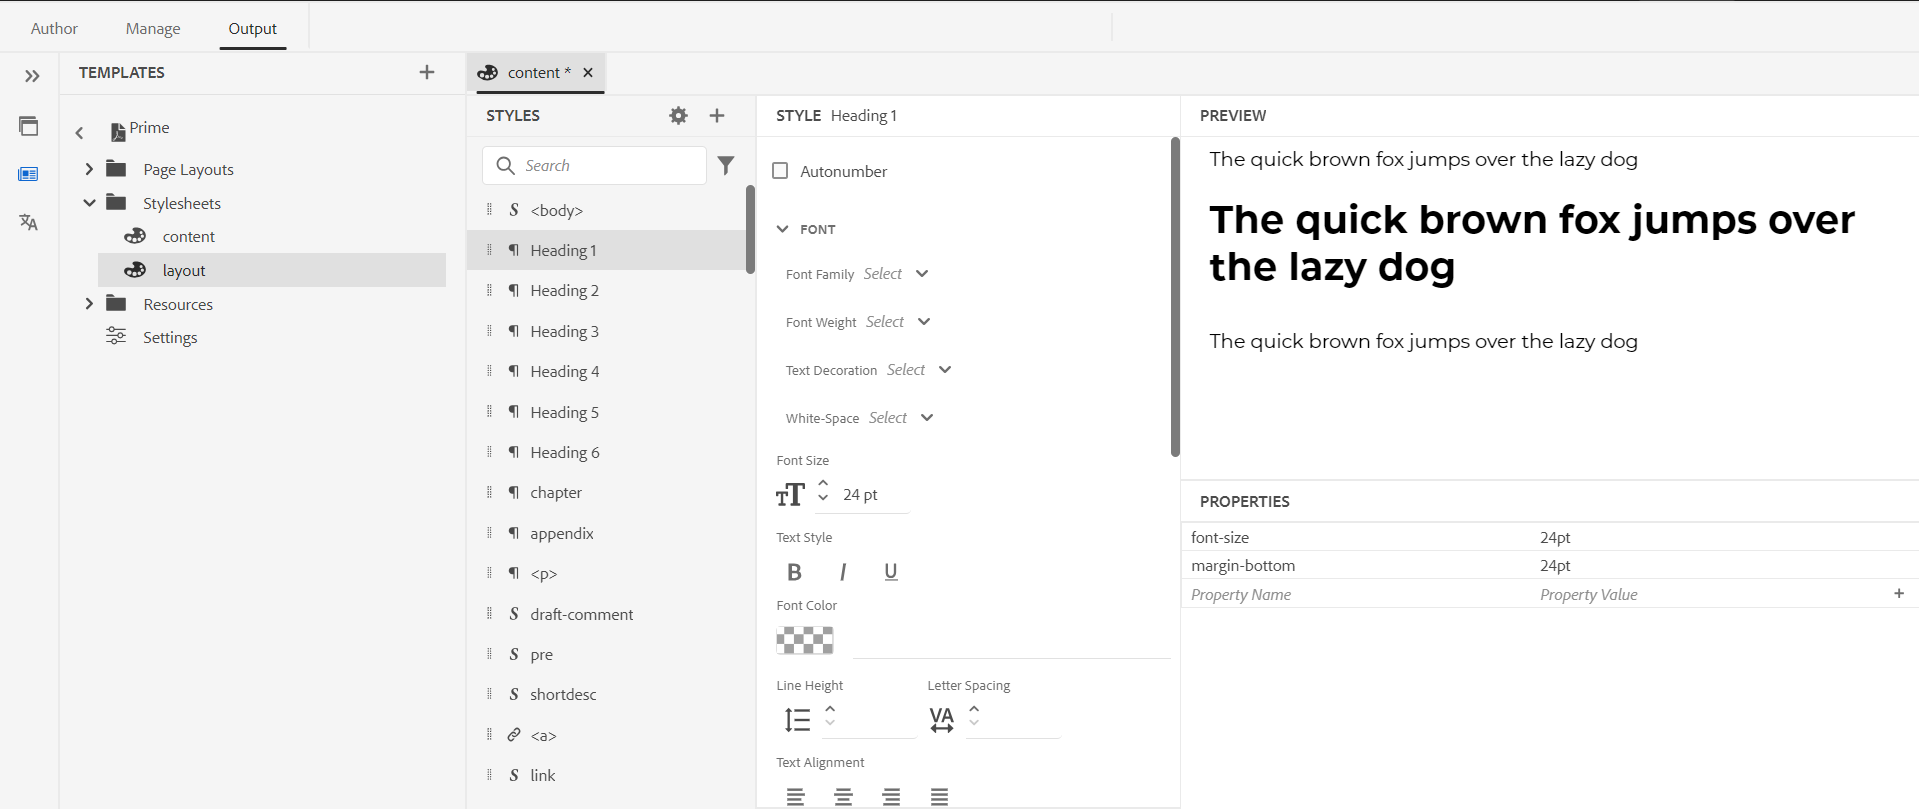 Author Manage Output
TEMPLATES
Prime
Page Layouts
Stylesheets
content
layout
Resources
Settings
content *
STYLES
Search
<body>
Heading 1
Heading 2
Heading 3
Heading 4
Heading 5
Heading 6
chapter
appendix
<p>
draft-comment
pre
shortdesc
<a>
link
STYLE Heading 1
Autonumber
FONT
Font Family Select
Font Weight Select
Text Decoration Select
White-Space Select
Font Size
24 pt
Text Style
B I U
Font Color
Line Height Letter Spacing
VA
Text Alignment
PREVIEW
The quick brown fox jumps over the lazy dog
The quick brown fox jumps over
the lazy dog
The quick brown fox jumps over the lazy dog
PROPERTIES
font-size 24pt
margin-bottom 24pt
Property Name Property Value